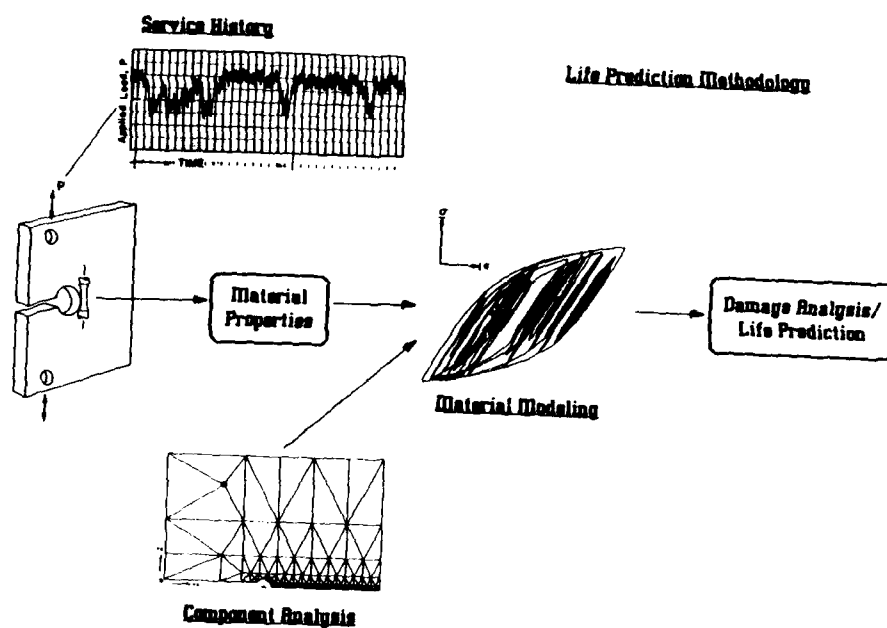 Service History
Life Prediction Methodology
Applied Load, P
TIME
P
σ
Material
Properties
Damage Analysis/
Life Prediction
Material Modeling
Component Analysis